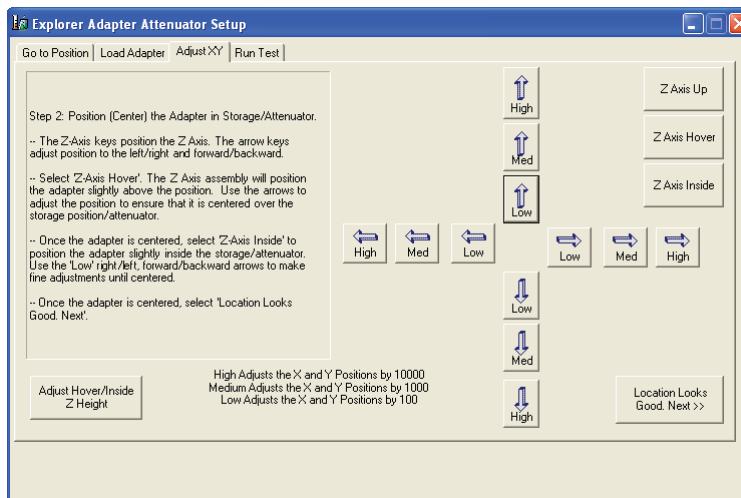 Explorer Adapter Attenuator Setup
Go to Position
Load Adapter
Adjust XY
Run Test
Step 2: Position (Center) the Adapter in Storage/Attenuator.
-- The Z-Axis keys position the Z Axis. The arrow keys
adjust position to the left/right and forward/backward.
-- Select 'Z-Axis Hover'. The Z Axis assembly will position
the adapter slightly above the position. Use the arrows to
adjust the position to ensure that it is centered over the
storage position/attenuator.
-- Once the adapter is centered, select 'Z-Axis Inside' to
position the adapter slightly inside the storage/attenuator.
Use the 'Low' right/left, forward/backward arrows to make
fine adjustments until centered.
-- Once the adapter is centered, select 'Location Looks
Good. Next'.
High
Med
Low
High
Med
Low
Low
Med
High
Low
Med
High
Z Axis Up
Z Axis Hover
Z Axis Inside
Adjust Hover/Inside
Z Height
High Adjusts the X and Y Positions by 10000
Medium Adjusts the X and Y Positions by 1000
Low Adjusts the X and Y Positions by 100
Location Looks
Good. Next >>